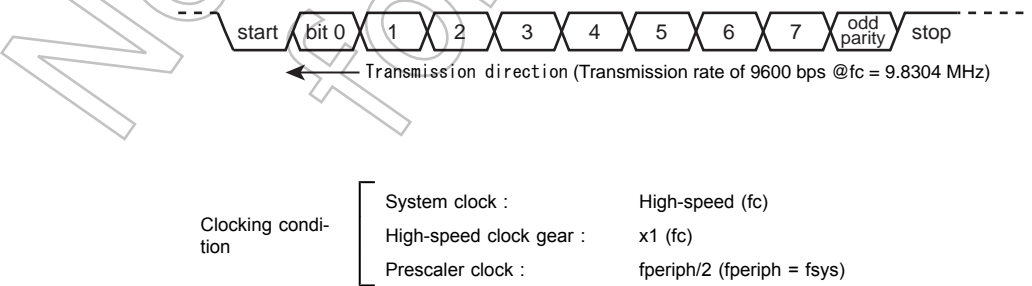 start bit 0 1 2 3 4 5 6 7 odd parity stop
Transmission direction (Transmission rate of 9600 bps @fc = 9.8304 MHz)
Clocking condi-
tion
System clock : High-speed (fc)
High-speed clock gear : x1 (fc)
Prescaler clock : fperiph/2 (fperiph = fsys)